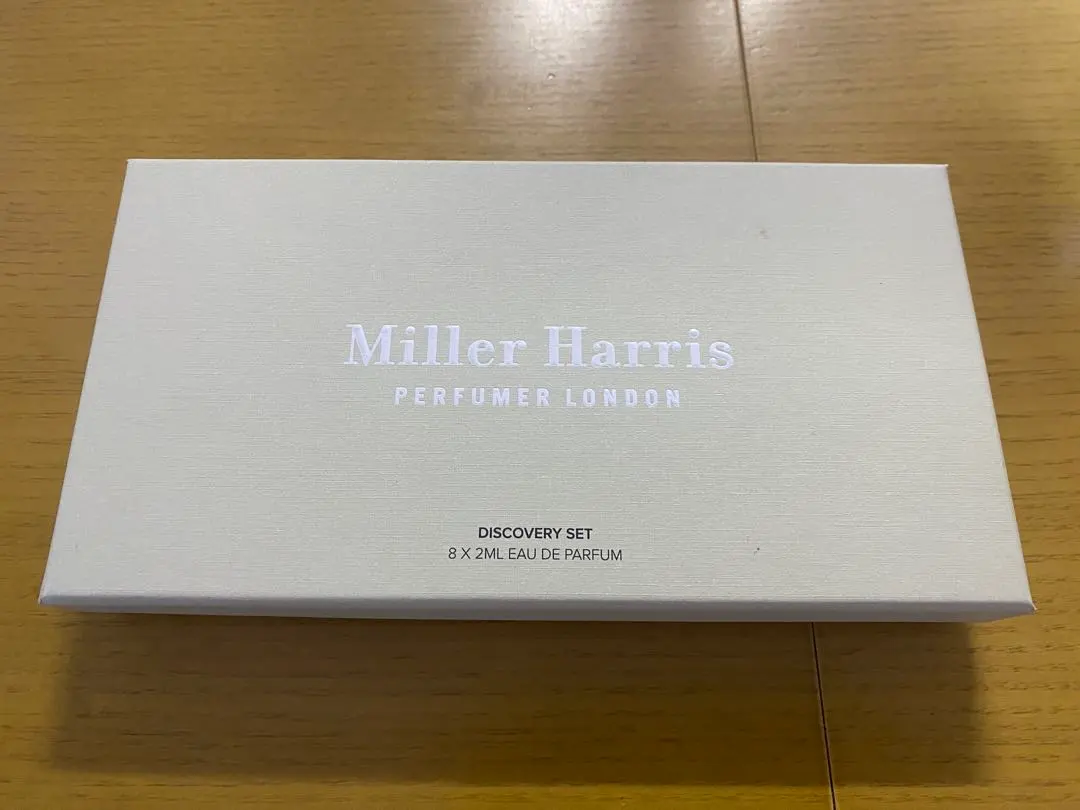 Miller Harris
PERFUMER LONDON
DISCOVERY SET
8 X 2ML EAU DE PARFUM